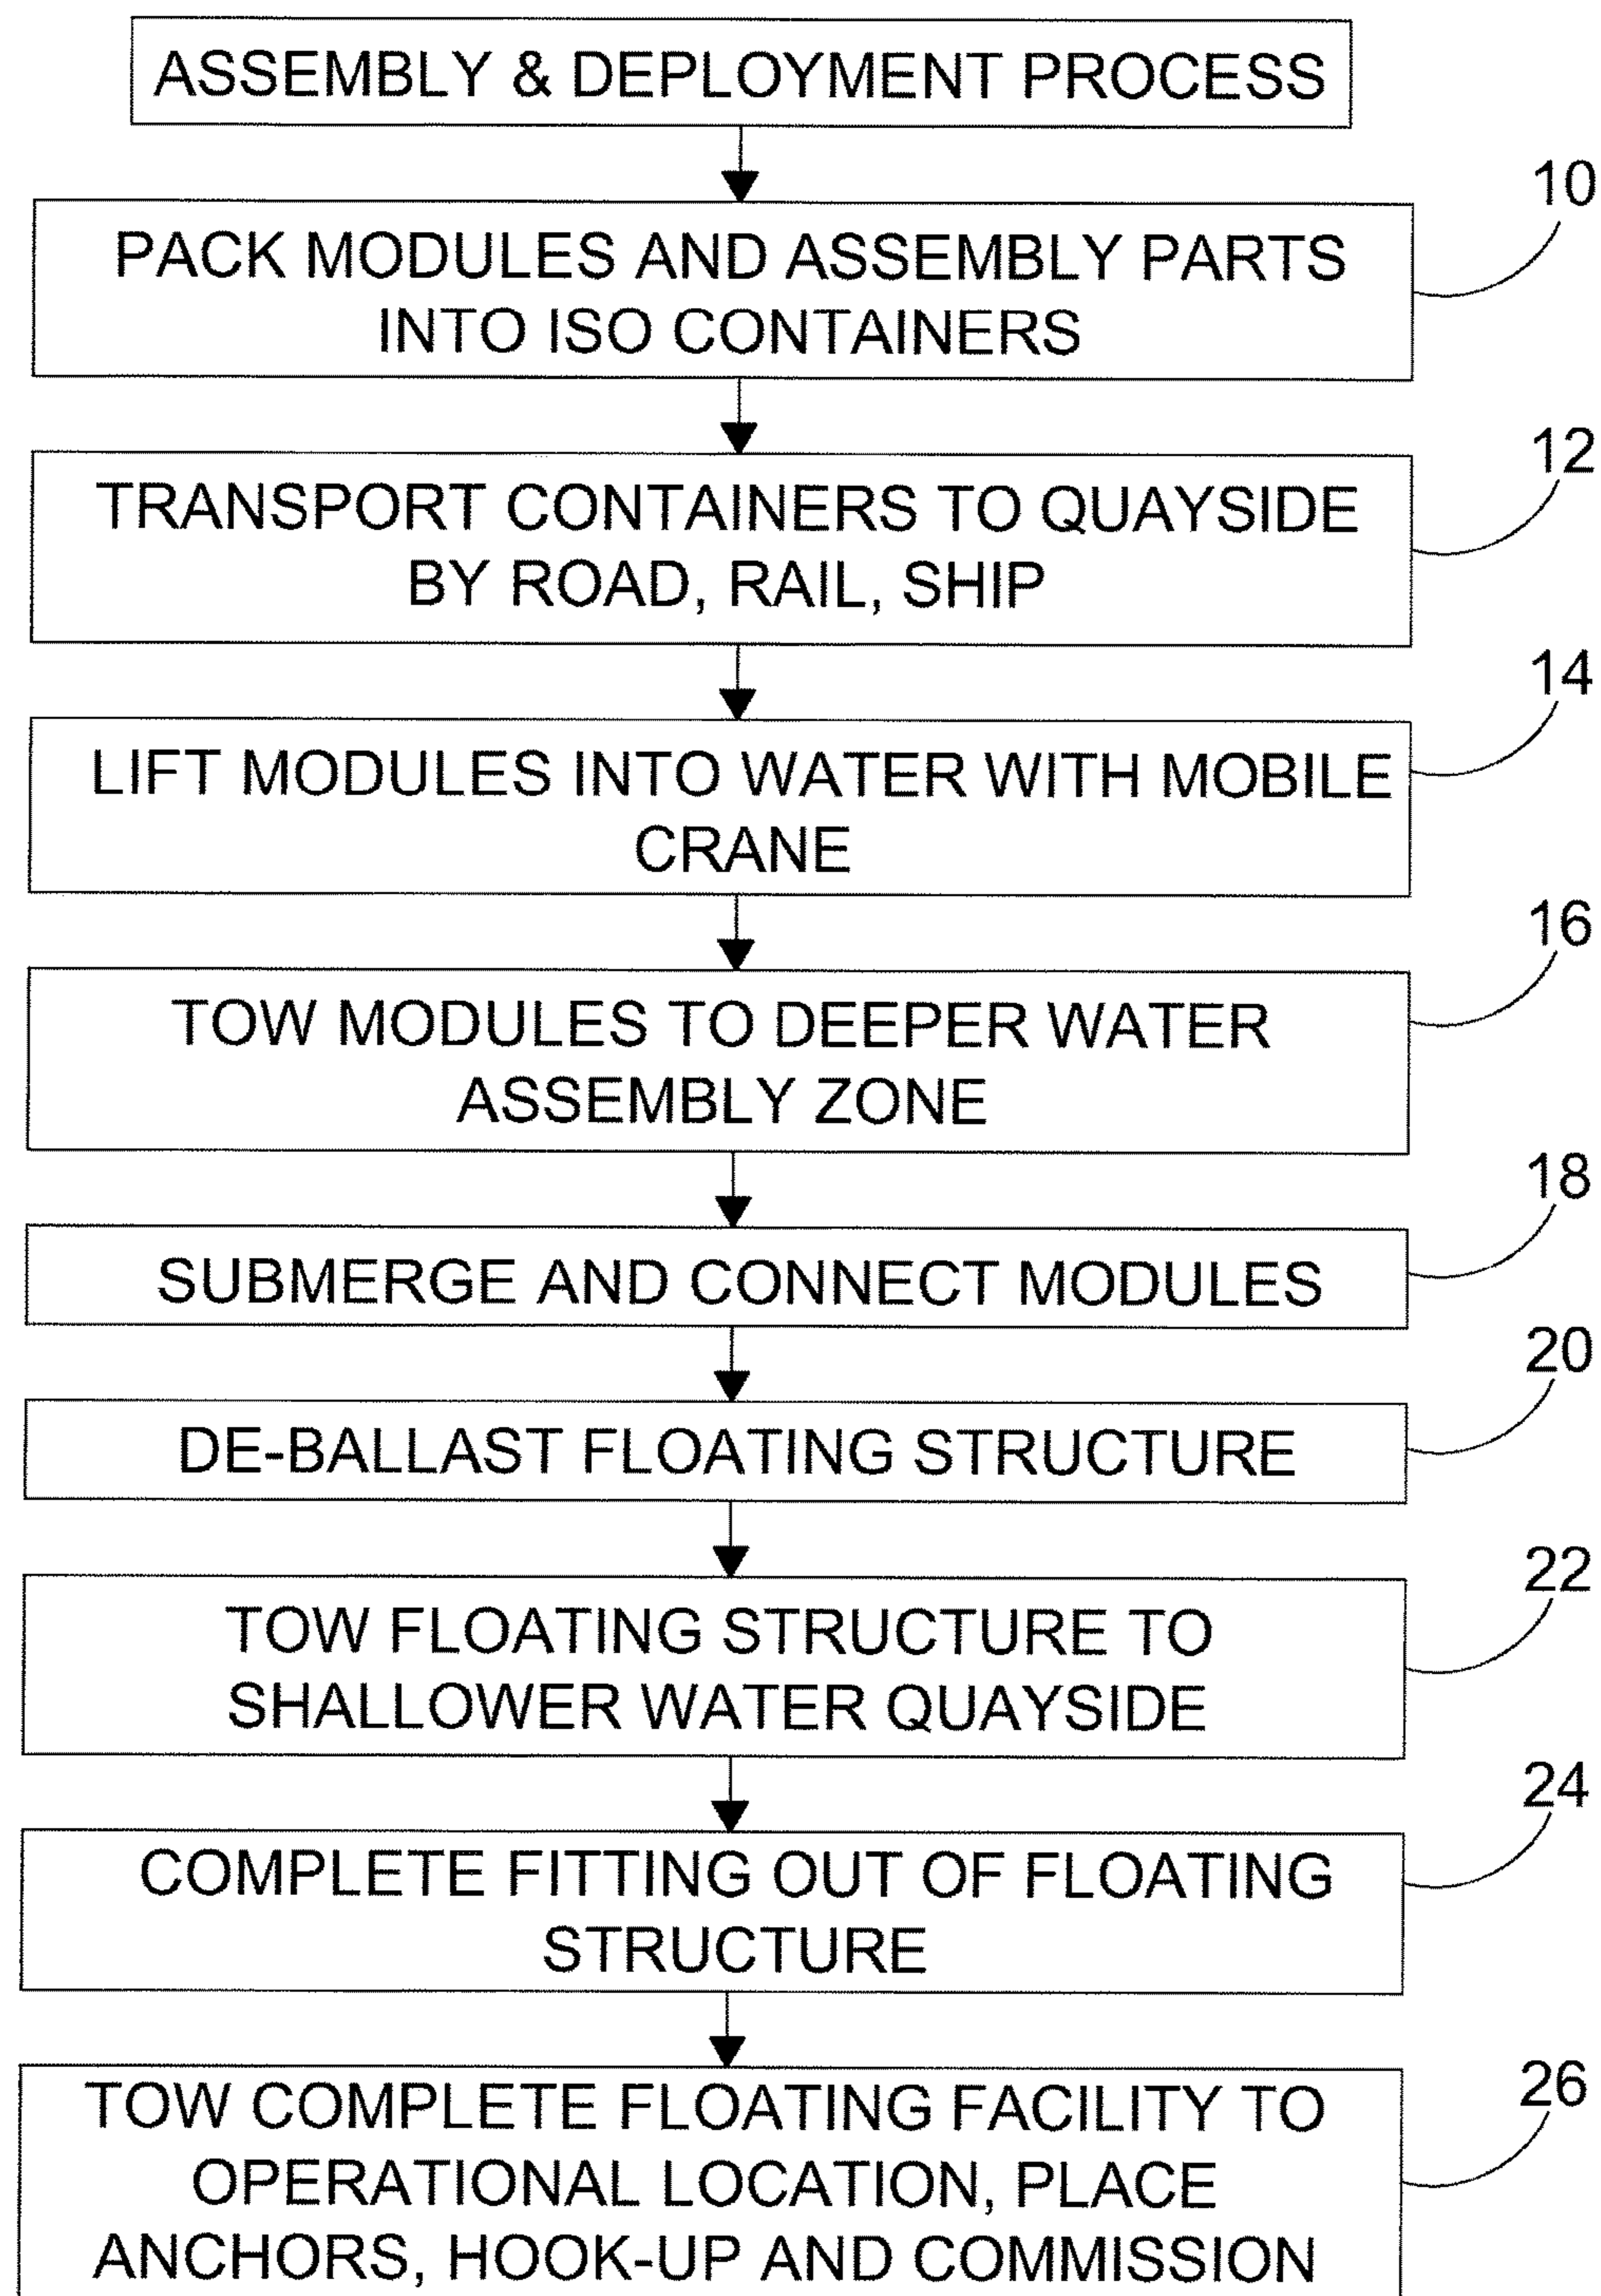 ASSEMBLY & DEPLOYMENT PROCESS
10
PACK MODULES AND ASSEMBLY PARTS
INTO ISO CONTAINERS
12
TRANSPORT CONTAINERS TO QUAYSIDE
BY ROAD, RAIL, SHIP
14
LIFT MODULES INTO WATER WITH MOBILE
CRANE
16
TOW MODULES TO DEEPER WATER
ASSEMBLY ZONE
18
SUBMERGE AND CONNECT MODULES
20
DE-BALLAST FLOATING STRUCTURE
22
TOW FLOATING STRUCTURE TO
SHALLOWER WATER QUAYSIDE
24
COMPLETE FITTING OUT OF FLOATING
STRUCTURE
26
TOW COMPLETE FLOATING FACILITY TO
OPERATIONAL LOCATION, PLACE
ANCHORS, HOOK-UP AND COMMISSION